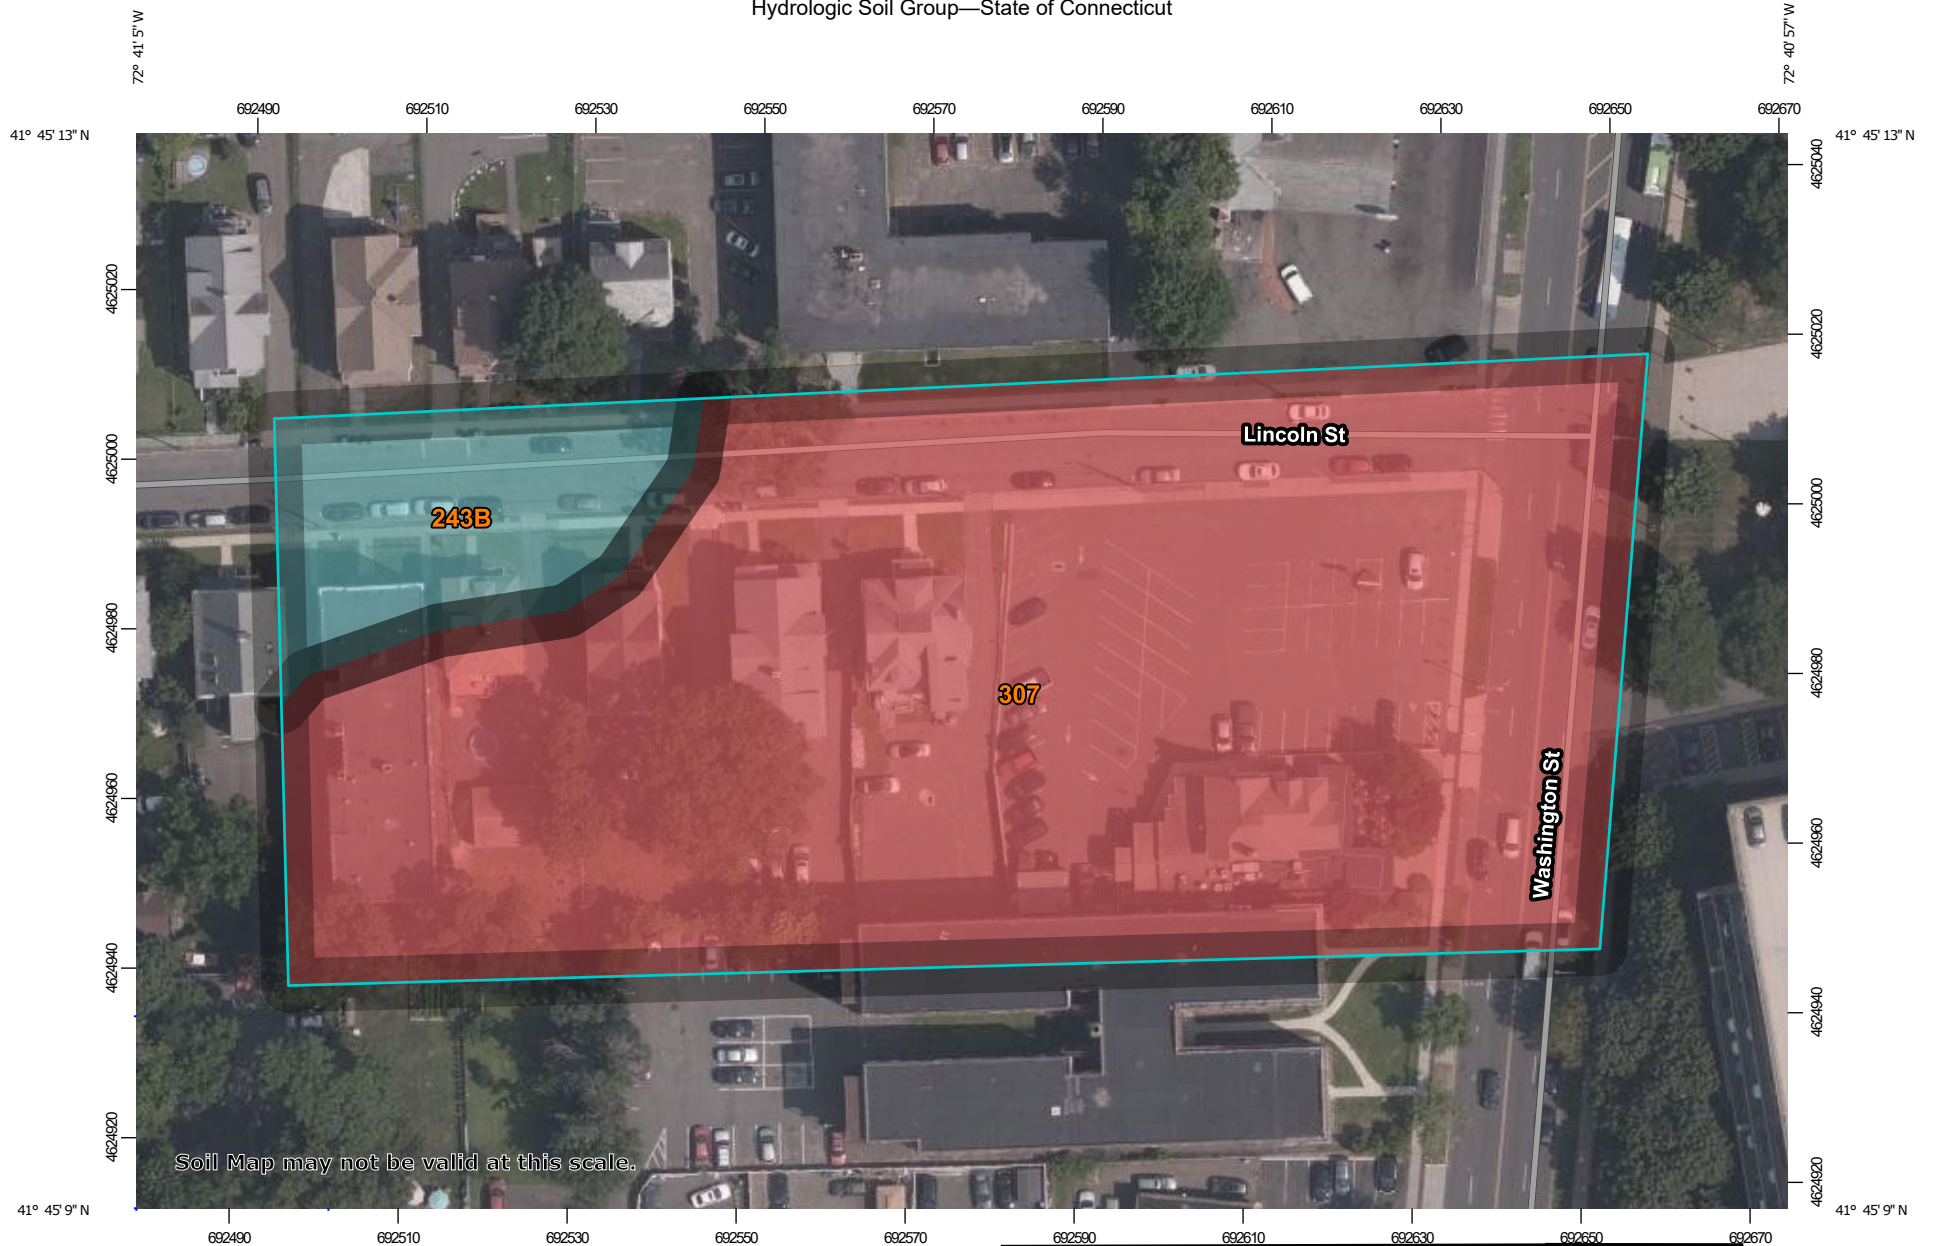 Hydrologic Soil Group—State of Connecticut
72° 41' 5" W
72° 40' 57" W
692490 692510 692530 692550 692570 692590 692610 692630 692650 692670
41° 45' 13" N
41° 45' 13" N
4625040
4625020
4625020
Lincoln St
4625000
4625000
243B
4624980
4624980
307
4624960
4624960
Washington St
4624940
4624940
4624920
4624920
Soil Map may not be valid at this scale.
41° 45' 9" N
41° 45' 9" N
692490 692510 692530 692550 692570 692590 692610 692630 692650 692670